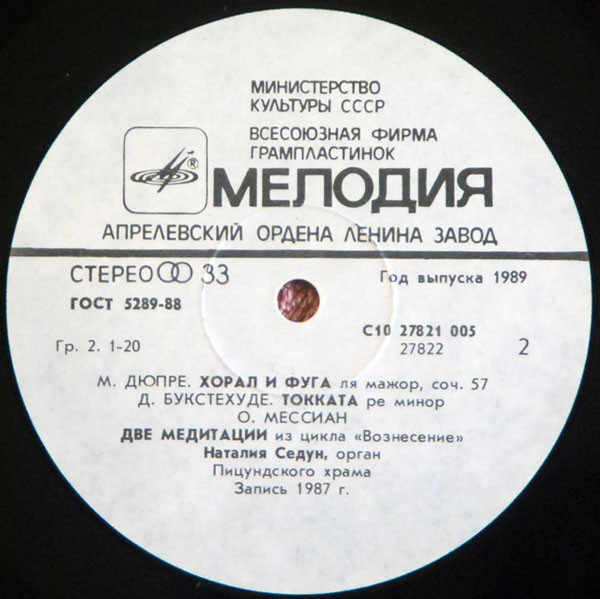 МИНИСТЕРСТВО
КУЛЬТУРЫ СССР
ВСЕСОЮЗНАЯ ФИРМА
ГРАМПЛАСТИНОК
® МЕЛОДИЯ
АПРЕЛЕВСКИЙ ОРДЕНА ЛЕНИНА ЗАВОД
СТЕРЕО 33 Год выпуска 1989
ГОСТ 5289-88
С10 27821 005
Гр. 2. 1-20 27822 2
М. ДЮПРЕ. ХОРАЛ И ФУГА ля мажор, соч. 57
Д. БУКСТЕХУДЕ. ТОККАТА ре минор
О. МЕССИАН
ДВЕ МЕДИТАЦИИ из цикла «Вознесение»
Наталия Седун, орган
Пицундского храма
Запись 1987 г.